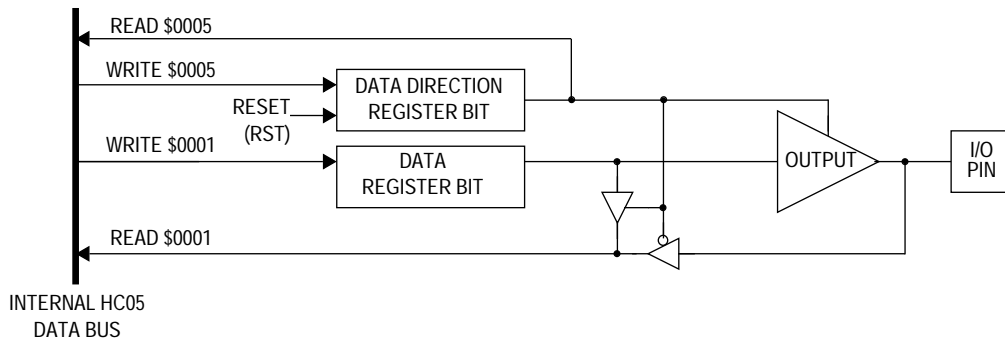 READ $0005
WRITE $0005
RESET
(RST)
DATA DIRECTION
REGISTER BIT
WRITE $0001
DATA
REGISTER BIT
OUTPUT
I/O
PIN
READ $0001
INTERNAL HC05
DATA BUS